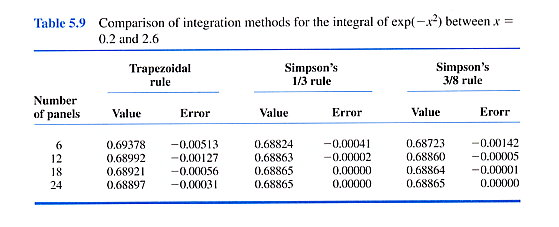 Table 5.9 Comparison of integration methods for the integral of exp(−x²) between x =
0.2 and 2.6
Trapezoidal Simpson's Simpson's
rule 1/3 rule 3/8 rule
Number
of panels Value Error Value Error Value Erorr
6 0.69378 −0.00513 0.68824 −0.00041 0.68723 −0.00142
12 0.68992 −0.00127 0.68863 −0.00002 0.68860 −0.00005
18 0.68921 −0.00056 0.68865 0.00000 0.68864 −0.00001
24 0.68897 −0.00031 0.68865 0.00000 0.68865 0.00000